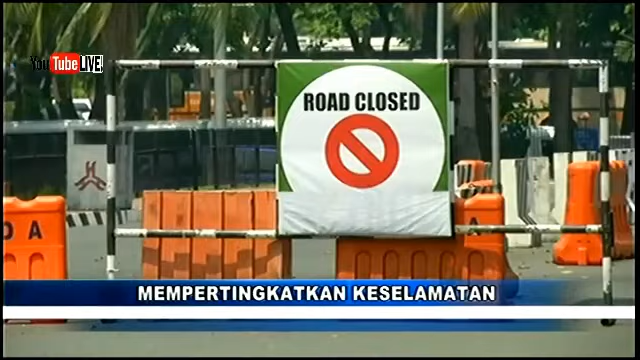 YouTube LIVE!
ROAD CLOSED
D A
MEMPERTINGKATKAN KESELAMATAN